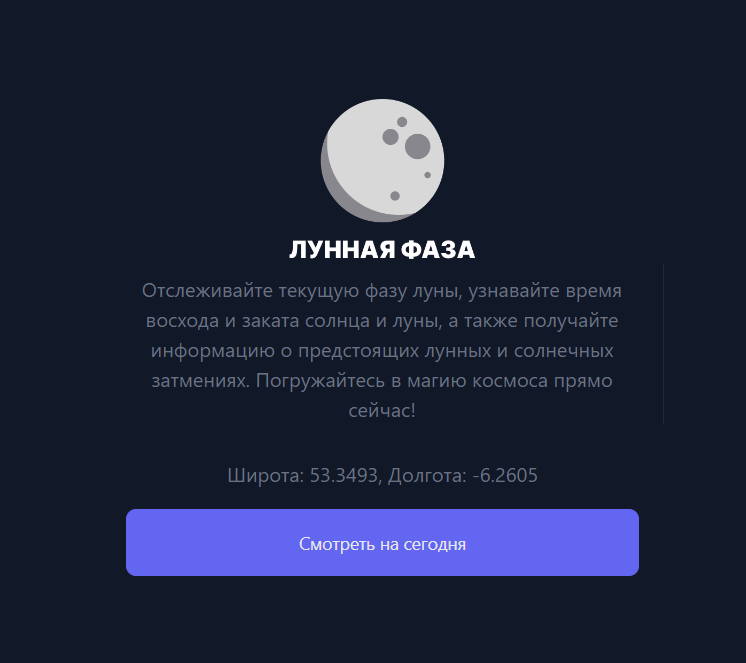 ЛУННАЯ ФАЗА
Отслеживайте текущую фазу луны, узнавайте время
восхода и заката солнца и луны, а также получайте
информацию о предстоящих лунных и солнечных
затмениях. Погружайтесь в магию космоса прямо
сейчас!
Широта: 53.3493, Долгота: -6.2605
Смотреть на сегодня